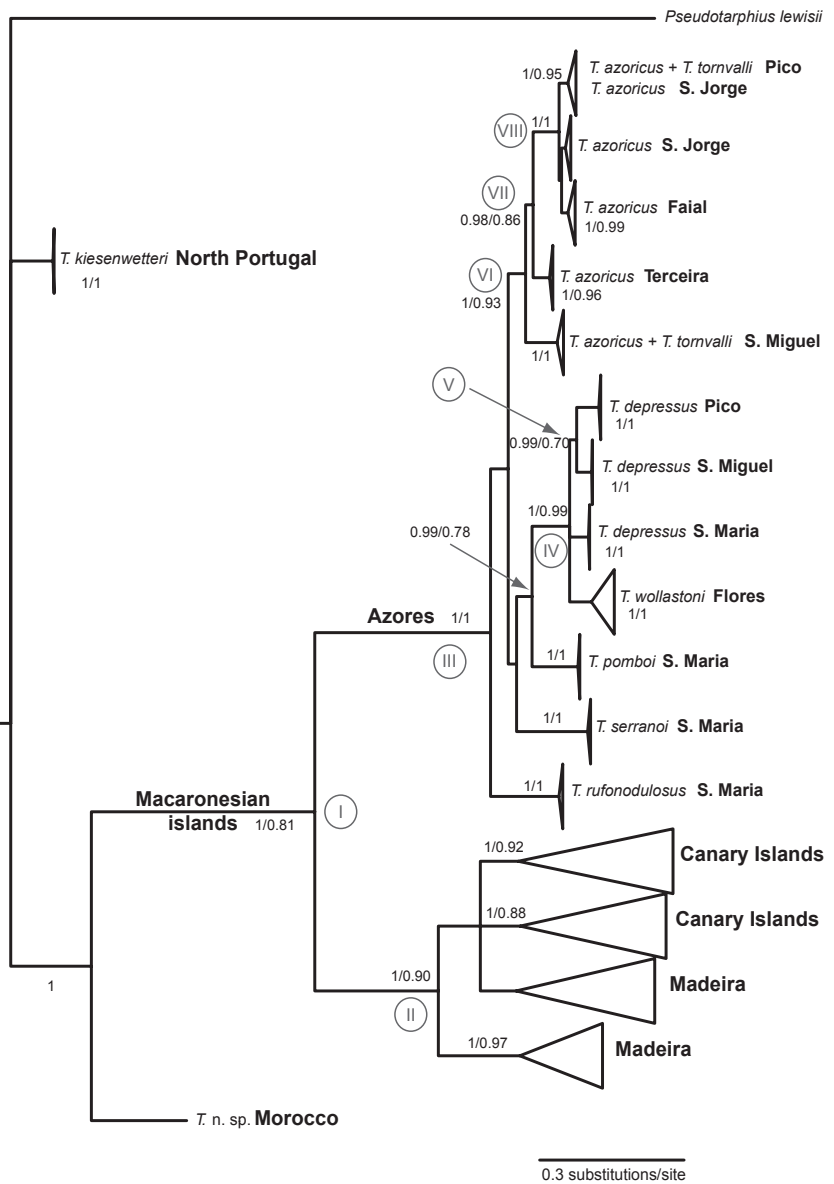 Pseudotarphius lewisii
1/0.95
T. azoricus + T. tornvalli Pico
T. azoricus S. Jorge
VIII
1/1
T. azoricus S. Jorge
VII
0.98/0.86
T. azoricus Faial
1/0.99
T. kiesenwetteri North Portugal
1/1
VI
1/0.93
T. azoricus Terceira
1/0.96
T. azoricus + T. tornvalli S. Miguel
1/1
V
T. depressus Pico
1/1
0.99/0.70
T. depressus S. Miguel
1/1
1/0.99
0.99/0.78
T. depressus S. Maria
1/1
IV
T. wollastoni Flores
1/1
Azores 1/1
III
1/1
T. pomboi S. Maria
1/1
T. serranoi S. Maria
1/1
T. rufonodulosus S. Maria
Macaronesian
islands 1/0.81
I
1/0.92
Canary Islands
1/0.88
Canary Islands
1/0.90
II
Madeira
1/0.97
Madeira
1
T. n. sp. Morocco
0.3 substitutions/site